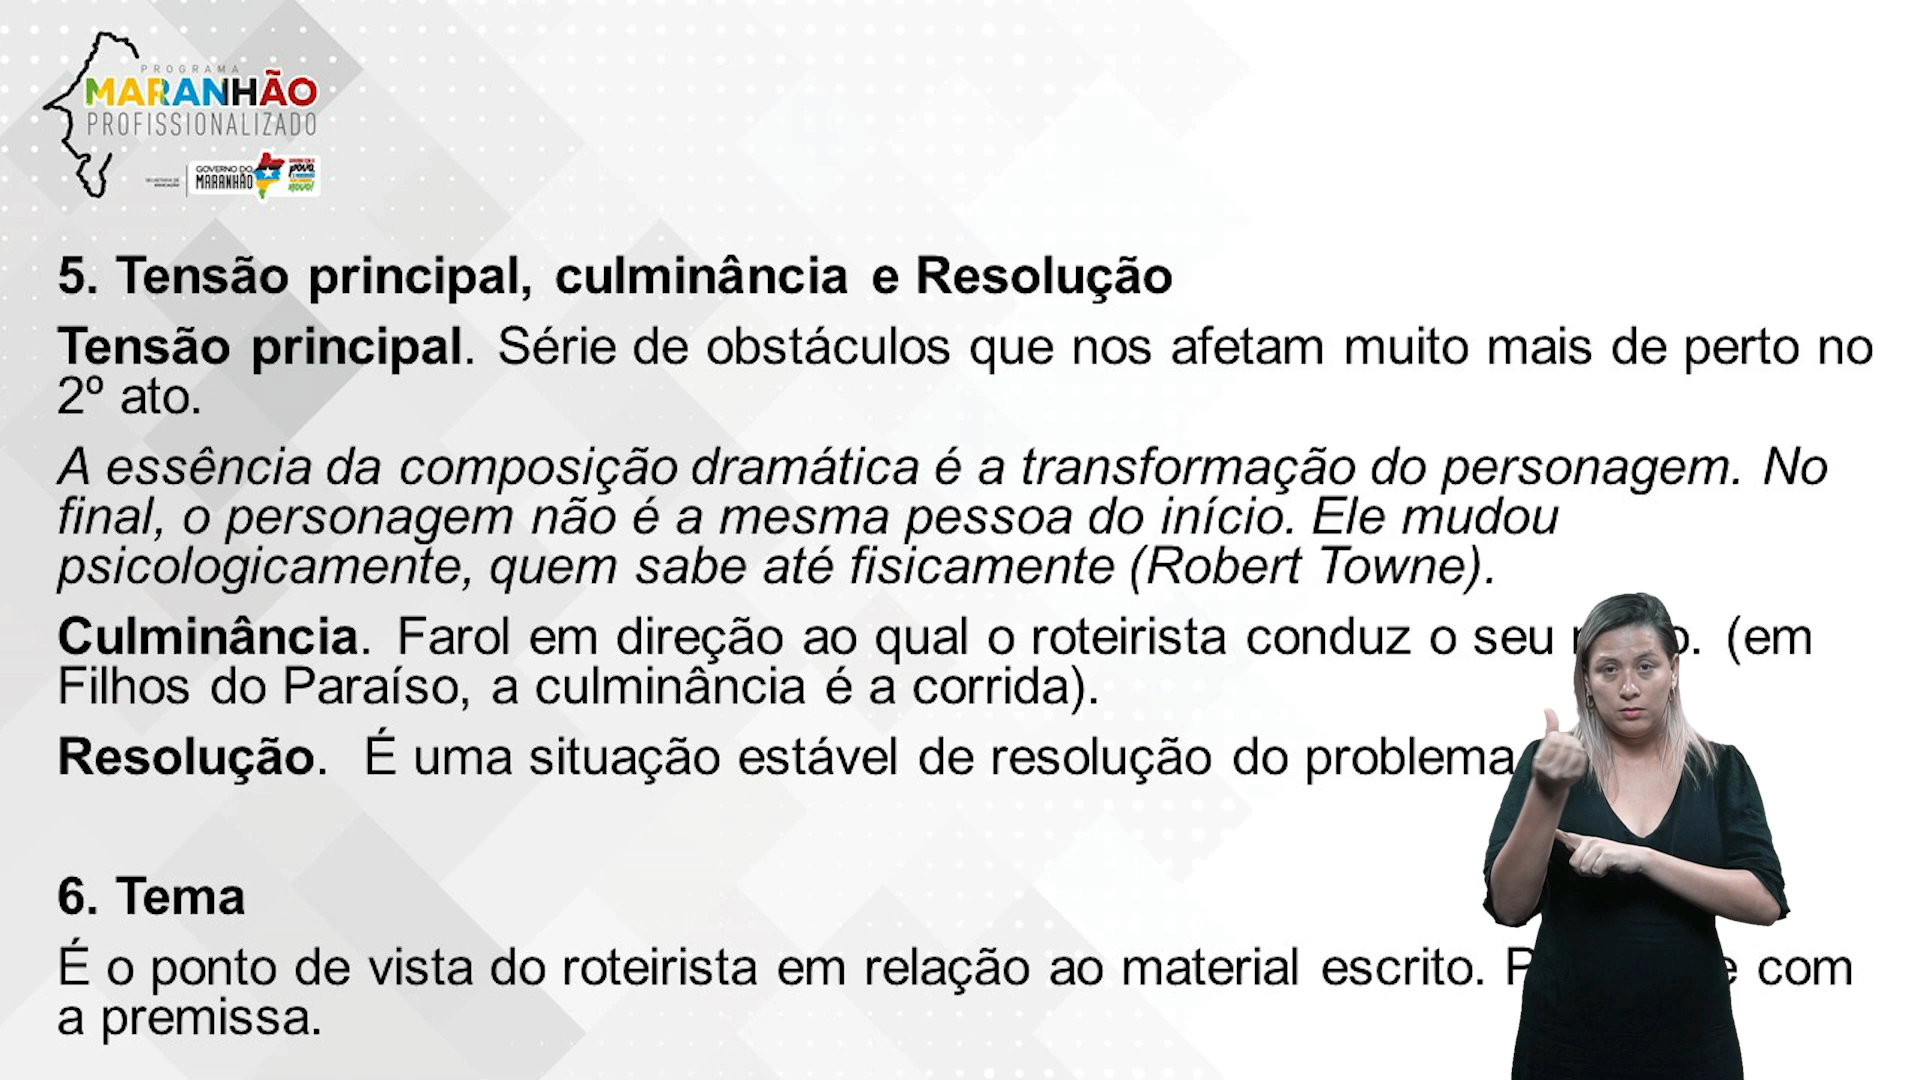 PROGRAMA
MARANHÃO
PROFISSIONALIZADO
SECRETARIA DE
EDUCAÇÃO
GOVERNO DO
MARANHÃO
5. Tensão principal, culminância e Resolução
Tensão principal. Série de obstáculos que nos afetam muito mais de perto no
2º ato.
A essência da composição dramática é a transformação do personagem. No
final, o personagem não é a mesma pessoa do início. Ele mudou
psicologicamente, quem sabe até fisicamente (Robert Towne).
Culminância. Farol em direção ao qual o roteirista conduz o seu (em
Filhos do Paraíso, a culminância é a corrida).
Resolução. É uma situação estável de resolução do problema
6. Tema
É o ponto de vista do roteirista em relação ao material escrito. com
a premissa.